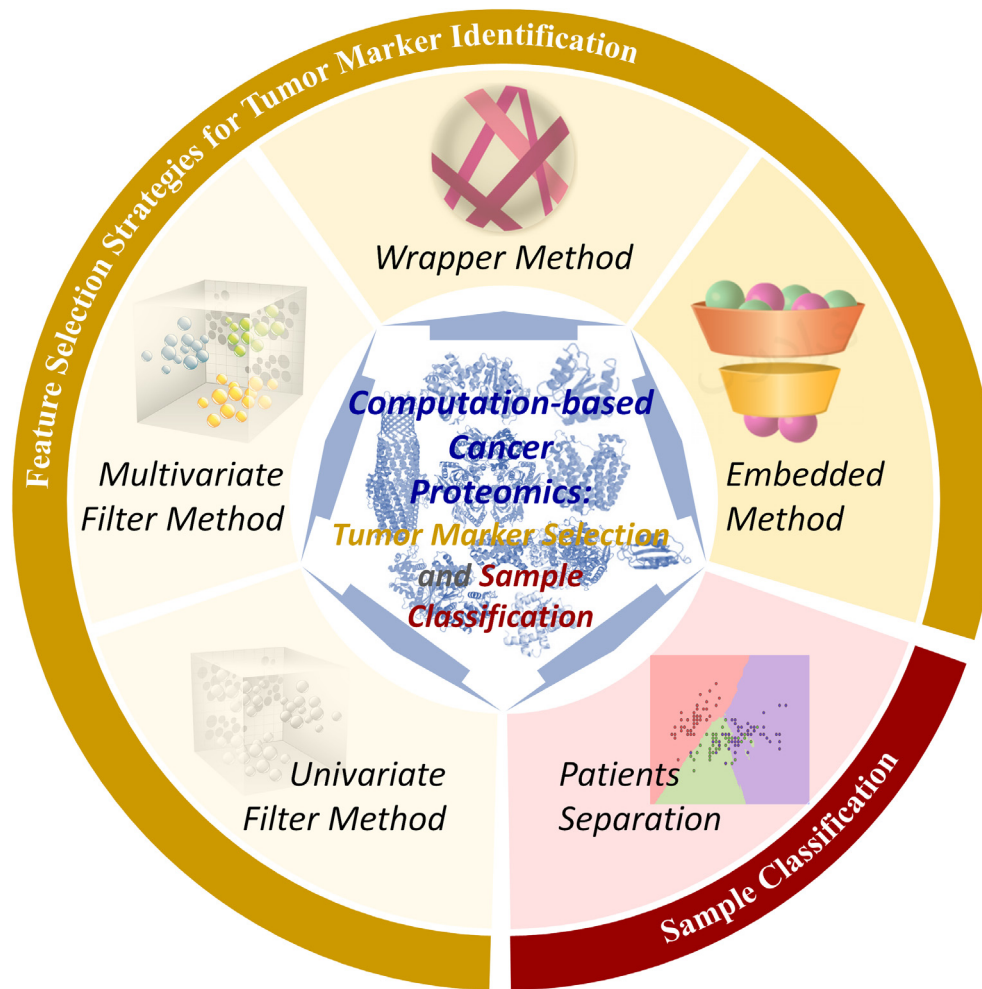 Feature Selection Strategies for Tumor Marker Identification
Wrapper Method
Multivariate
Filter Method
Embedded
Method
Computation-based
Cancer
Proteomics:
Tumor Marker Selection
and Sample
Classification
Univariate
Filter Method
Patients
Separation
Sample Classification